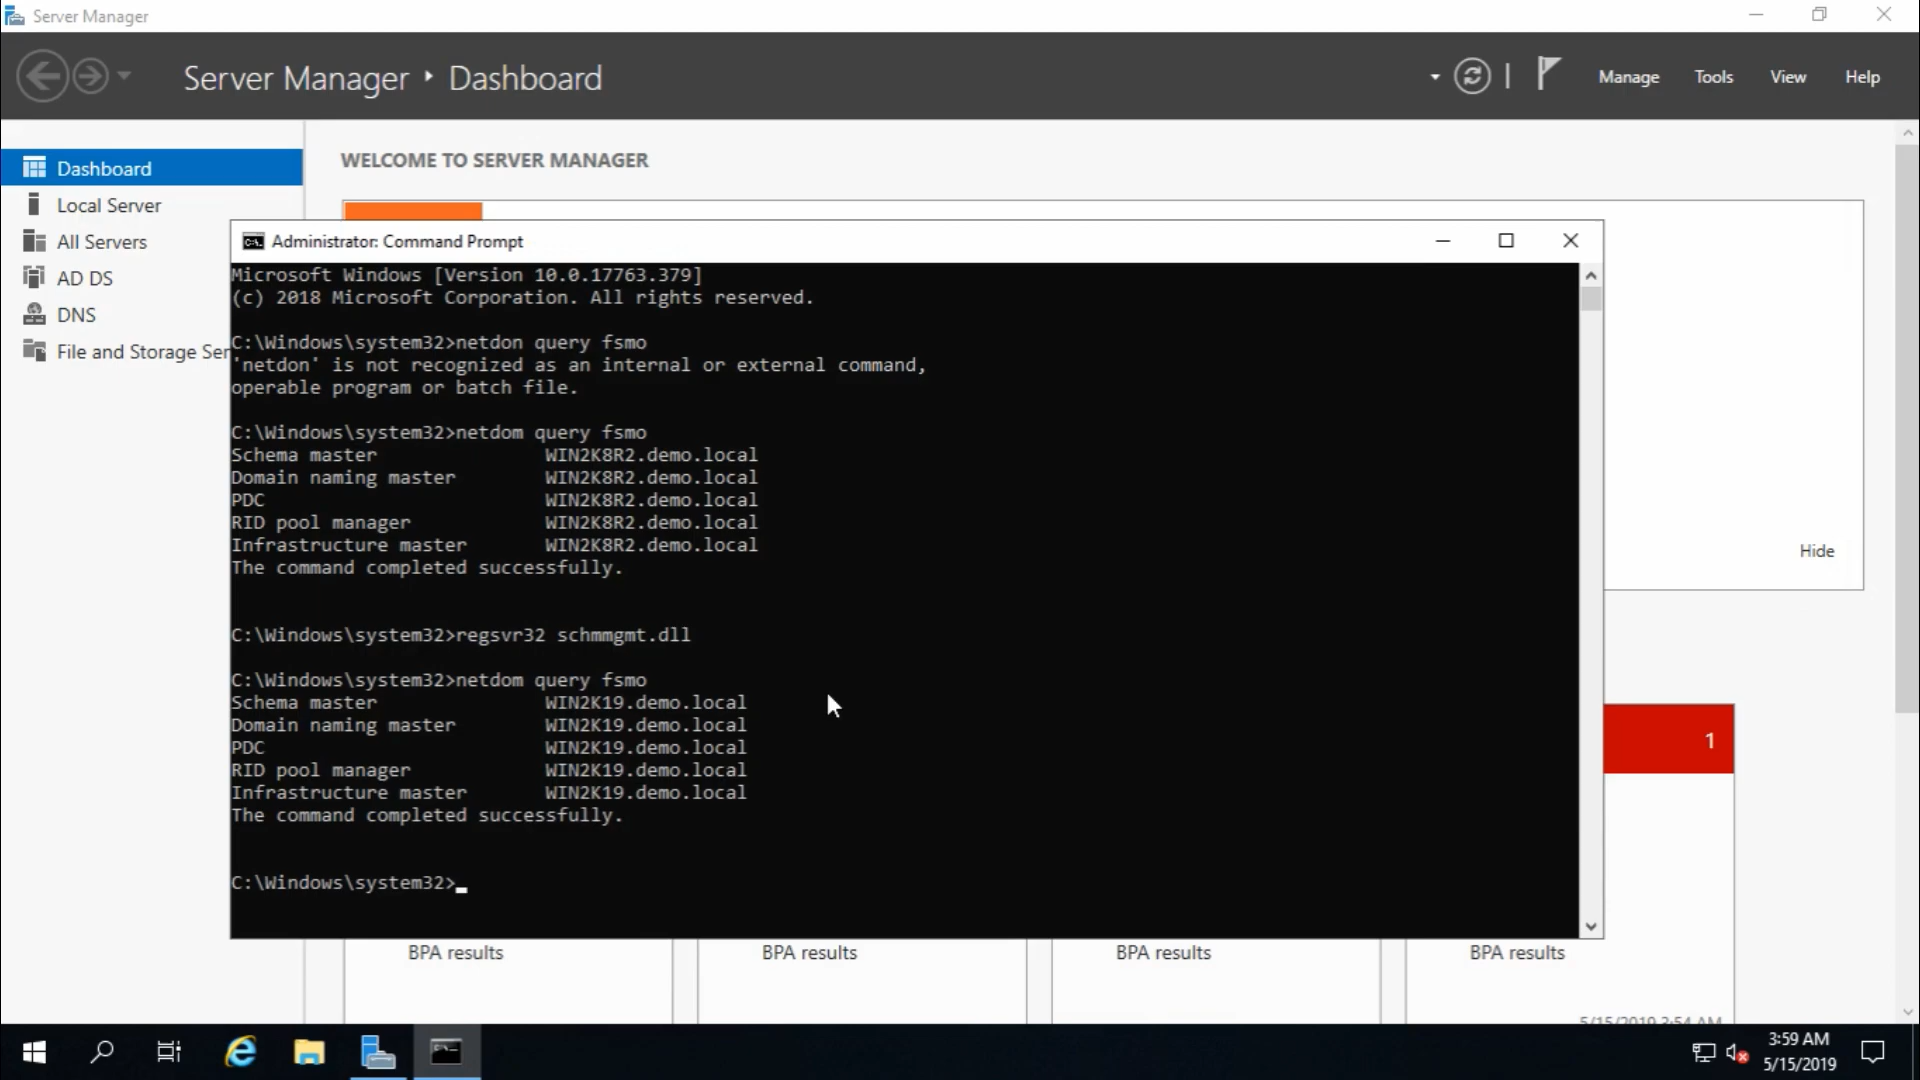 Server Manager
Server Manager ‣ Dashboard
Manage Tools View Help
Dashboard
Local Server
All Servers
AD DS
DNS
File and Storage Ser
WELCOME TO SERVER MANAGER
Hide
1
Administrator: Command Prompt
Microsoft Windows [Version 10.0.17763.379]
(c) 2018 Microsoft Corporation. All rights reserved.
C:\Windows\system32>netdon query fsmo
'netdon' is not recognized as an internal or external command,
operable program or batch file.
C:\Windows\system32>netdom query fsmo
Schema master WIN2K8R2.demo.local
Domain naming master WIN2K8R2.demo.local
PDC WIN2K8R2.demo.local
RID pool manager WIN2K8R2.demo.local
Infrastructure master WIN2K8R2.demo.local
The command completed successfully.
C:\Windows\system32>regsvr32 schmmgmt.dll
C:\Windows\system32>netdom query fsmo
Schema master WIN2K19.demo.local
Domain naming master WIN2K19.demo.local
PDC WIN2K19.demo.local
RID pool manager WIN2K19.demo.local
Infrastructure master WIN2K19.demo.local
The command completed successfully.
C:\Windows\system32>
BPA results BPA results BPA results BPA results
5/15/2019 3:54 AM
3:59 AM
5/15/2019